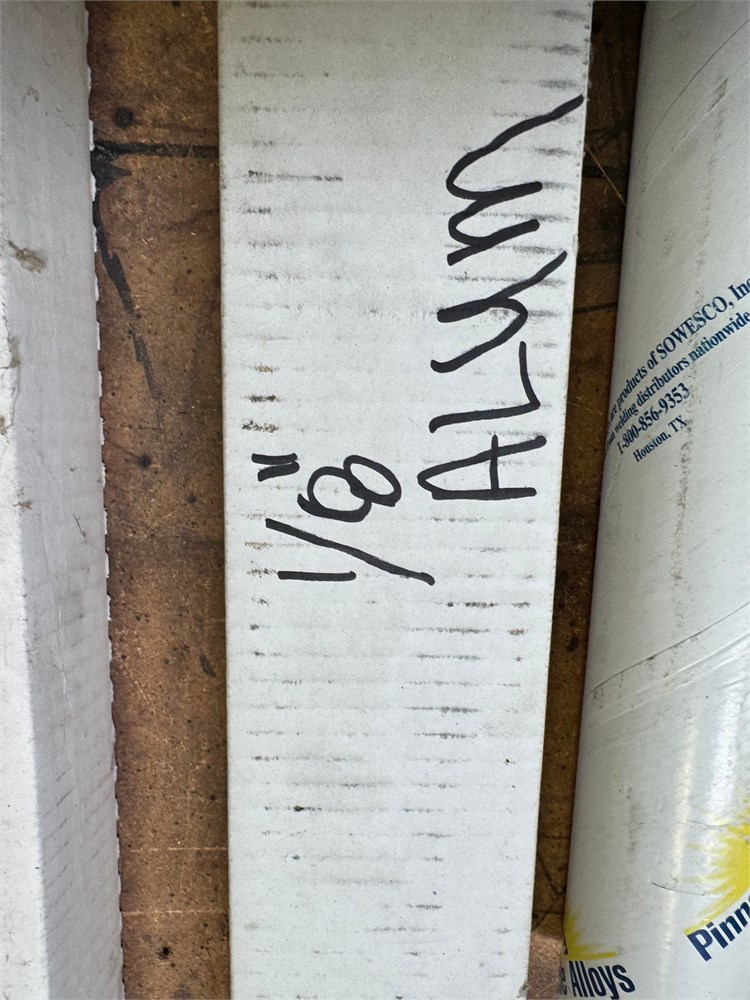 1/8"
ALUM
products of SOWESCO, Inc
welding distributors nationwide
1-800-856-9353
Houston, TX
Alloys